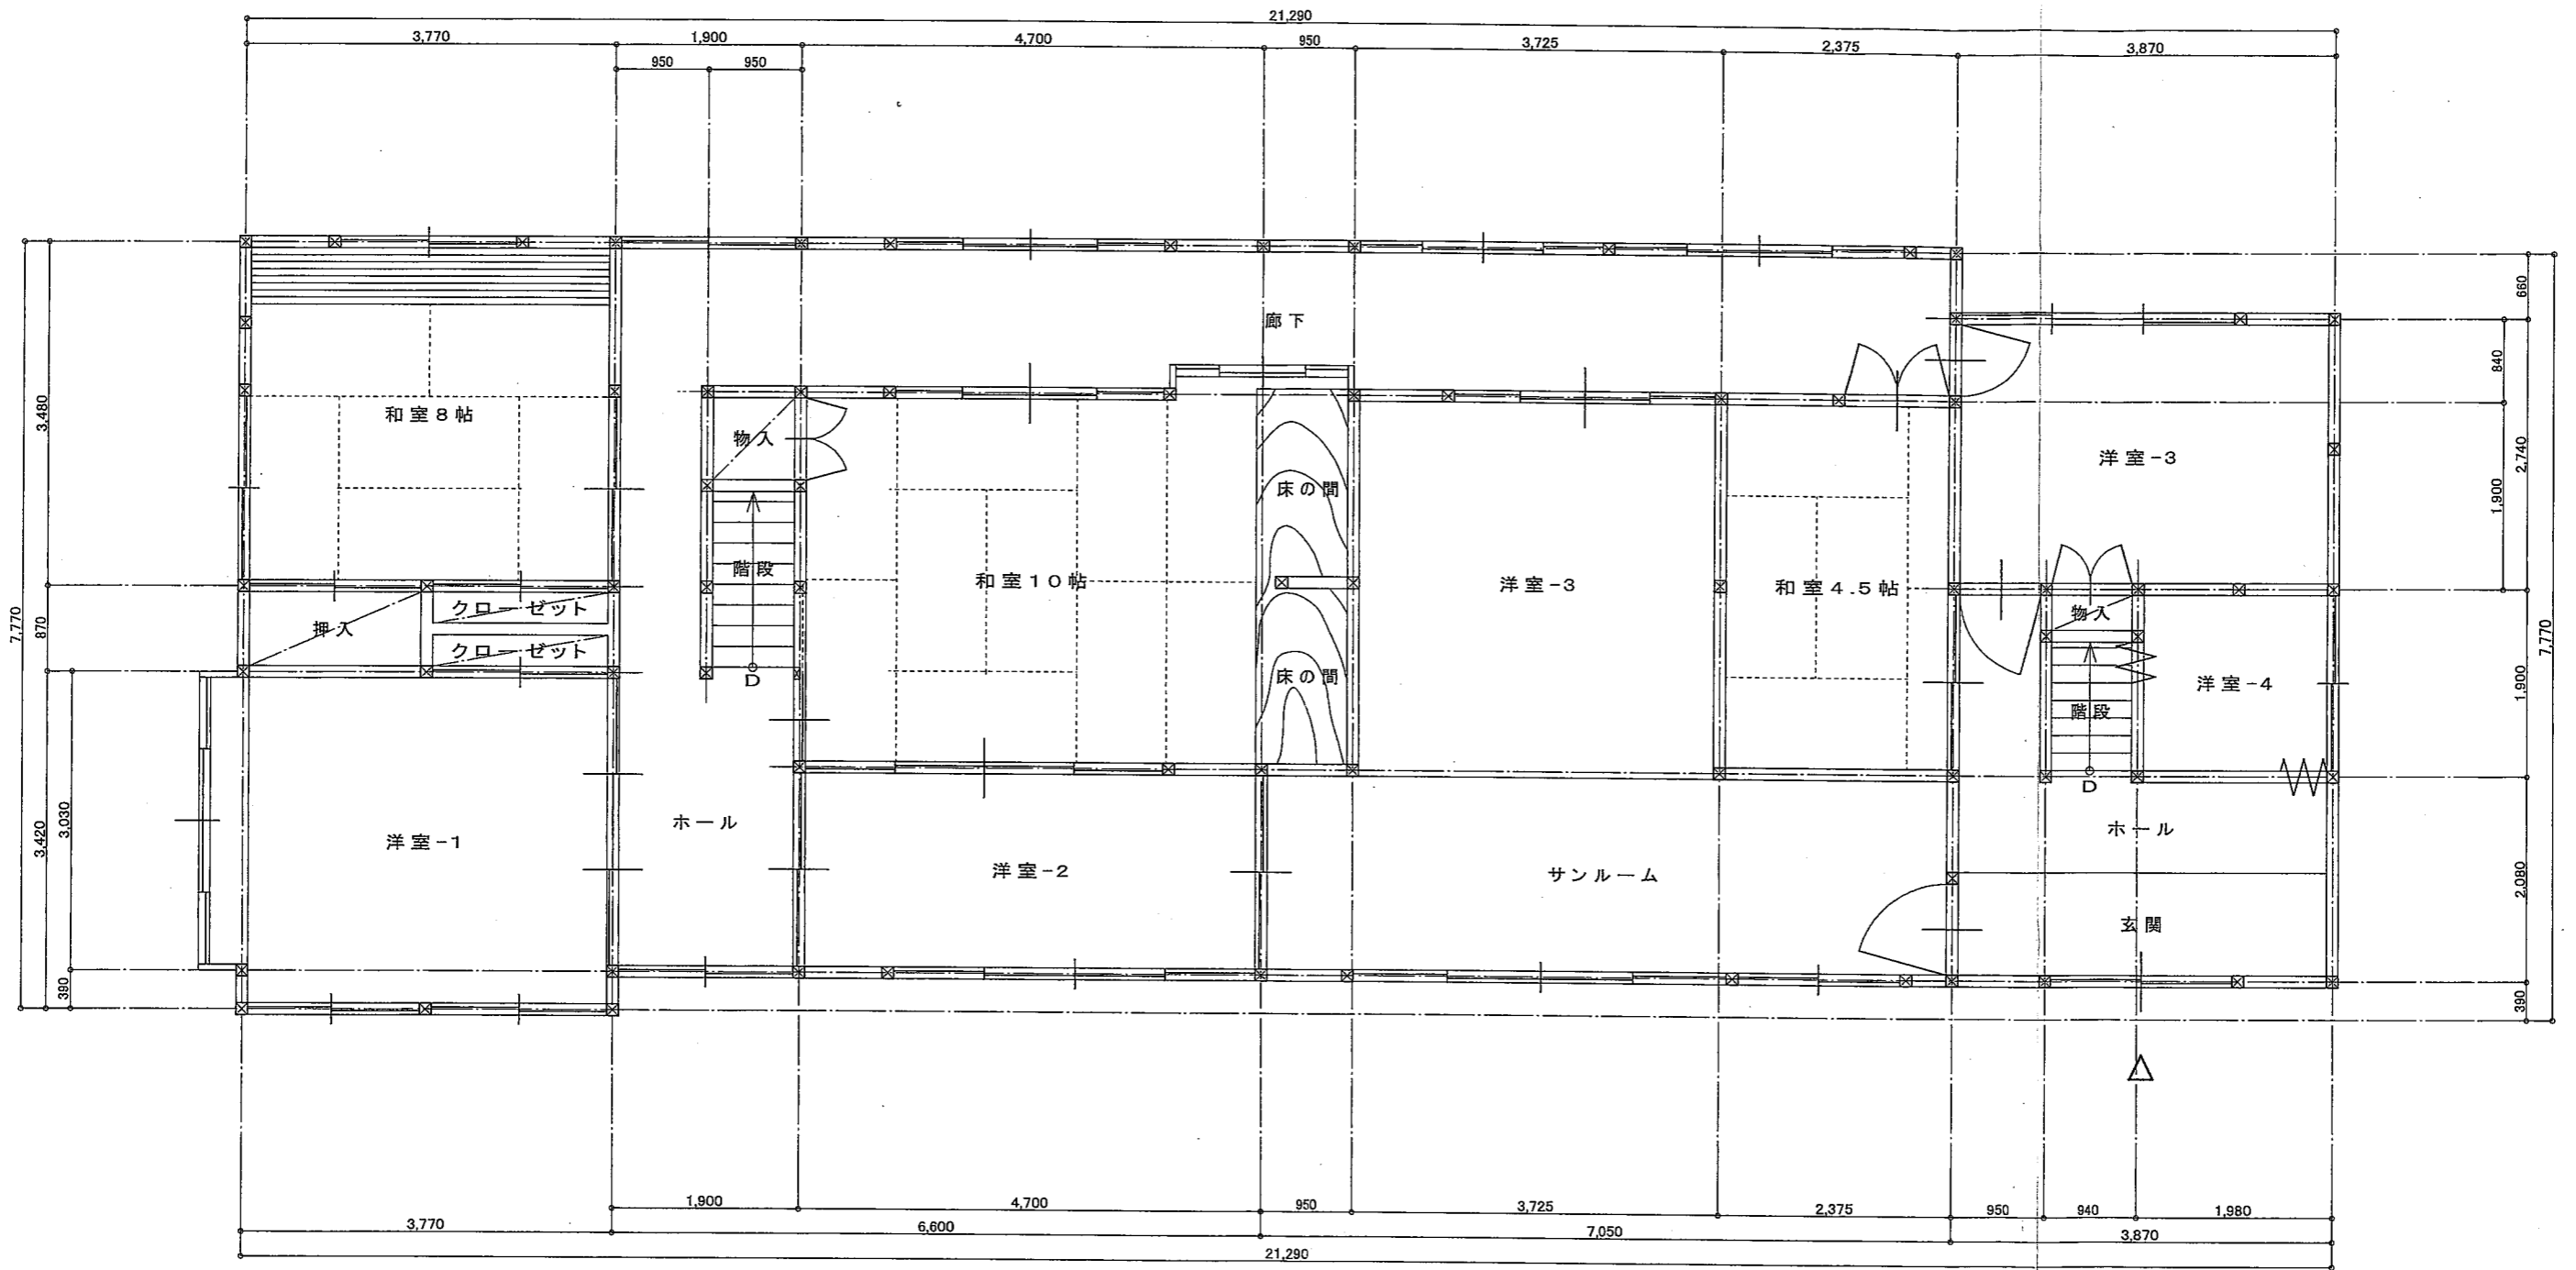 21,290
3,770
1,900
4,700
950
3,725
2,375
3,870
950
950
廊下
和室8帖
物入
階段
D
和室10帖
床の間
床の間
洋室-3
和室4.5帖
洋室-3
物入
階段
D
洋室-4
押入
クローゼット
クローゼット
洋室-1
ホール
洋室-2
サンルーム
ホール
玄関
7,770
3,480
870
3,420
3,030
390
660
840
2,740
1,900
1,900
2,080
390
7,770
1,900
4,700
950
3,725
2,375
950
940
1,980
3,770
6,600
7,050
3,870
21,290